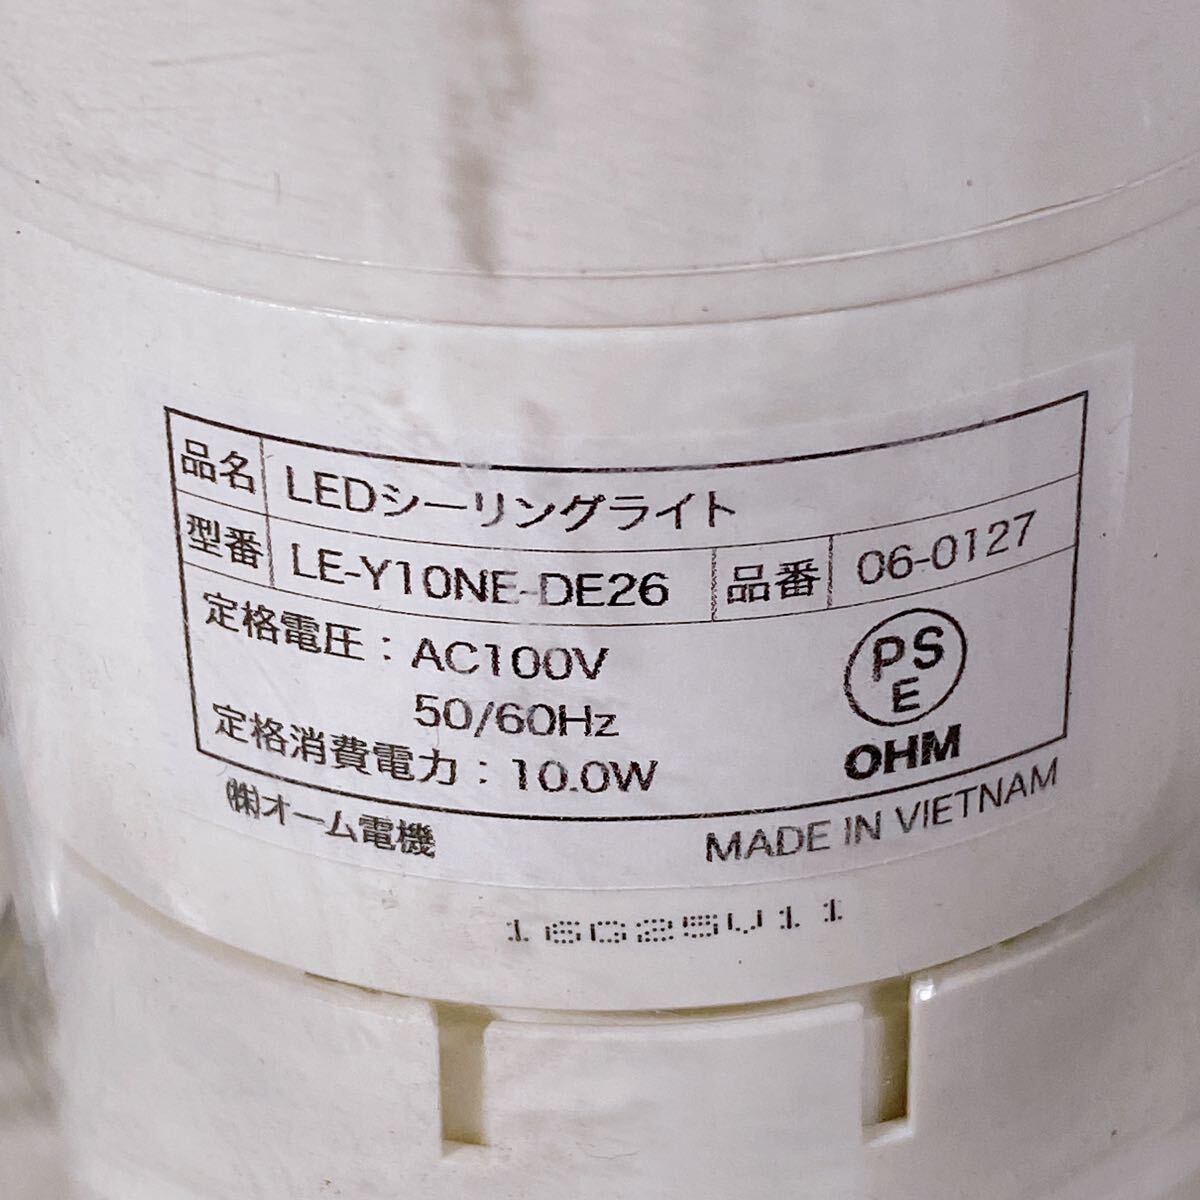 品名 LEDシーリングライト
型番 LE-Y10NE-DE26 品番 06-0127
定格電圧：AC100V
50/60Hz
定格消費電力：10.0W
PS
E
OHM
㈱オーム電機 MADE IN VIETNAM